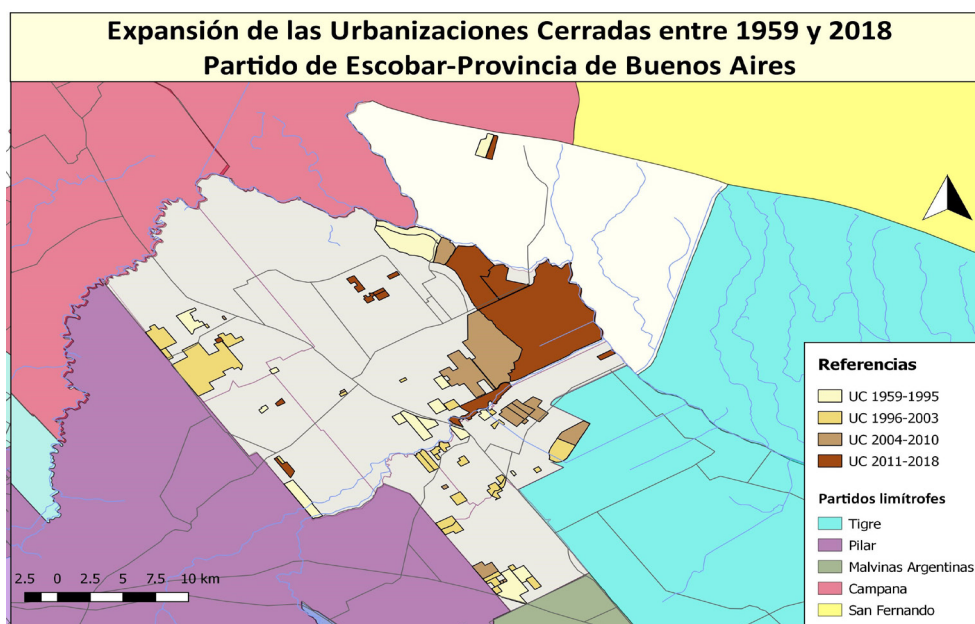 Expansión de las Urbanizaciones Cerradas entre 1959 y 2018
Partido de Escobar-Provincia de Buenos Aires
Referencias
UC 1959-1995
UC 1996-2003
UC 2004-2010
UC 2011-2018
Partidos limítrofes
Tigre
Pilar
Malvinas Argentinas
Campana
San Fernando
2.5 0 2.5 5 7.5 10 km